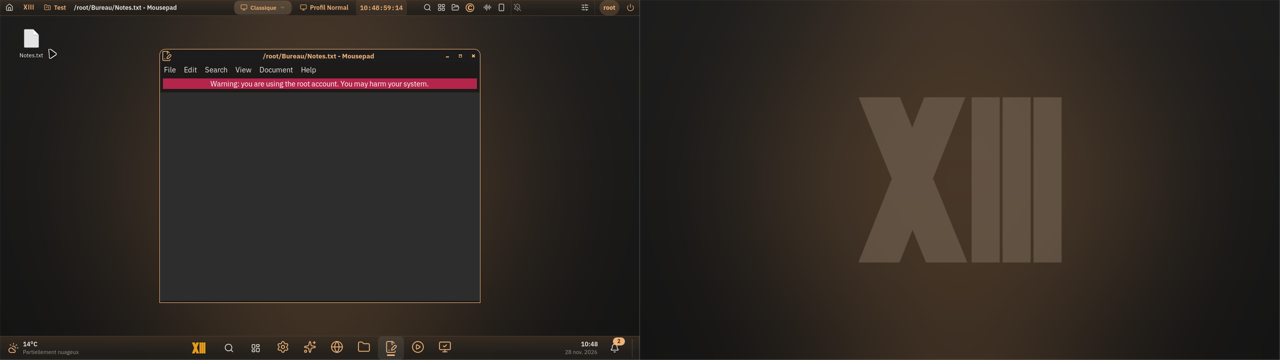 XIII Test /root/Bureau/Notes.txt - Mousepad Classique Profil Normal 10:48:59:14 root
Notes.txt
/root/Bureau/Notes.txt - Mousepad
File Edit Search View Document Help
Warning: you are using the root account. You may harm your system.
XIII
14°C
Partiellement nuageux
XIII
10:48
28 nov. 2026
2